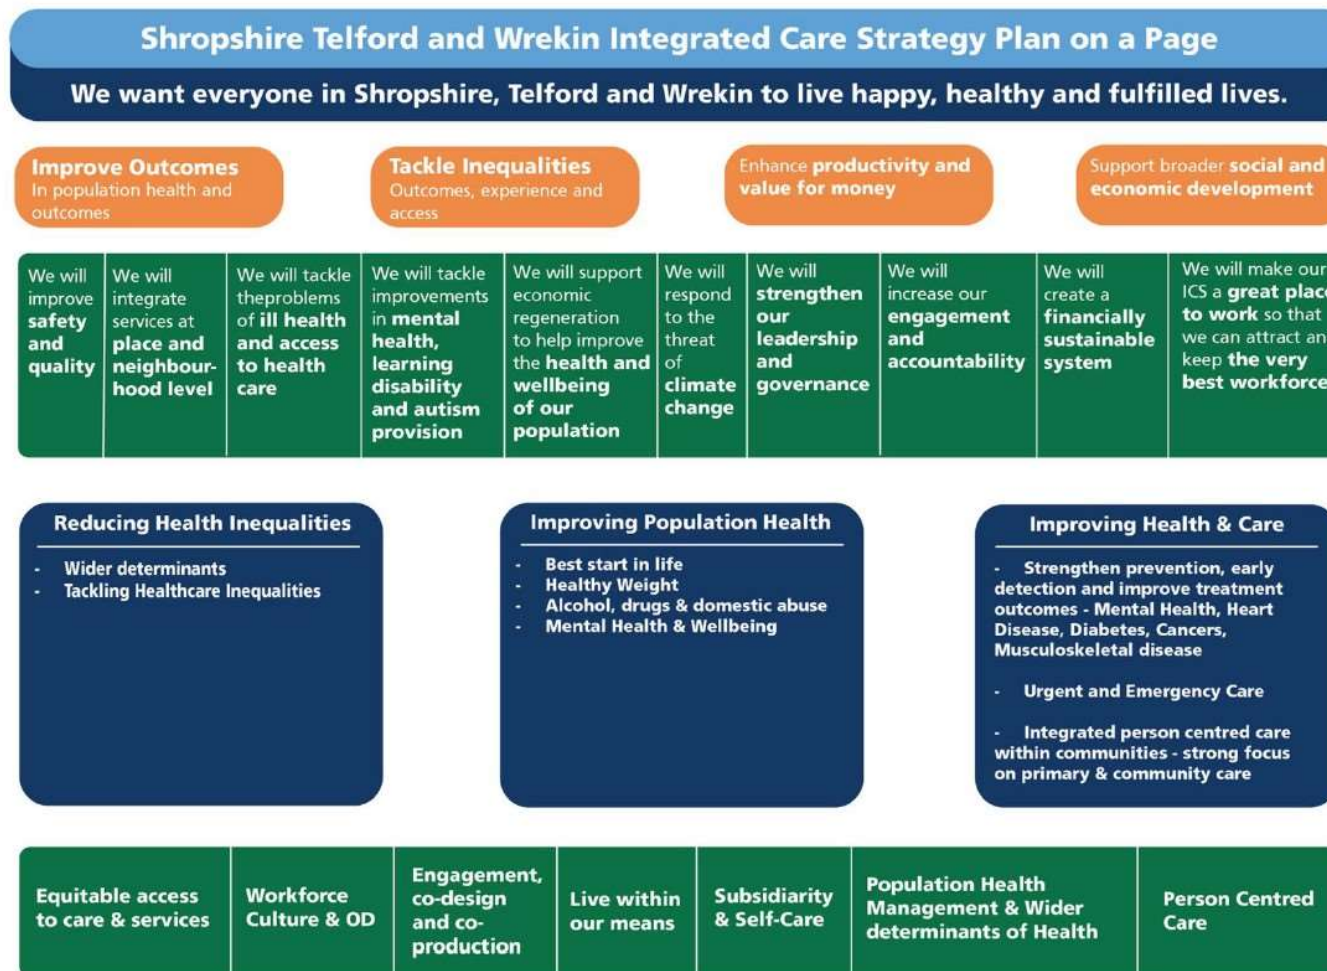 Shropshire Telford and Wrekin Integrated Care Strategy Plan on a Page
We want everyone in Shropshire, Telford and Wrekin to live happy, healthy and fulfilled lives.
Improve Outcomes
In population health and
outcomes
Tackle Inequalities
Outcomes, experience and
access
Enhance productivity and
value for money
Support broader social and
economic development
We will
improve
safety
and
quality
We will
integrate
services at
place and
neighbour-
hood level
We will tackle
theproblems
of ill health
and access
to health
care
We will tackle
improvements
in mental
health,
learning
disability
and autism
provision
We will support
economic
regeneration
to help improve
the health and
wellbeing
of our
population
We will
respond
to the
threat
of
climate
change
We will
strengthen
our
leadership
and
governance
We will
increase our
engagement
and
accountability
We will
create a
financially
sustainable
system
We will make our
ICS a great place
to work so that
we can attract an
keep the very
best workforce
Reducing Health Inequalities
- Wider determinants
- Tackling Healthcare Inequalities
Improving Population Health
- Best start in life
- Healthy Weight
- Alcohol, drugs & domestic abuse
- Mental Health & Wellbeing
Improving Health & Care
- Strengthen prevention, early
detection and improve treatment
outcomes - Mental Health, Heart
Disease, Diabetes, Cancers,
Musculoskeletal disease
- Urgent and Emergency Care
- Integrated person centred care
within communities - strong focus
on primary & community care
Equitable access
to care & services
Workforce
Culture & OD
Engagement,
co-design
and co-
production
Live within
our means
Subsidiarity
& Self-Care
Population Health
Management & Wider
determinants of Health
Person Centred
Care